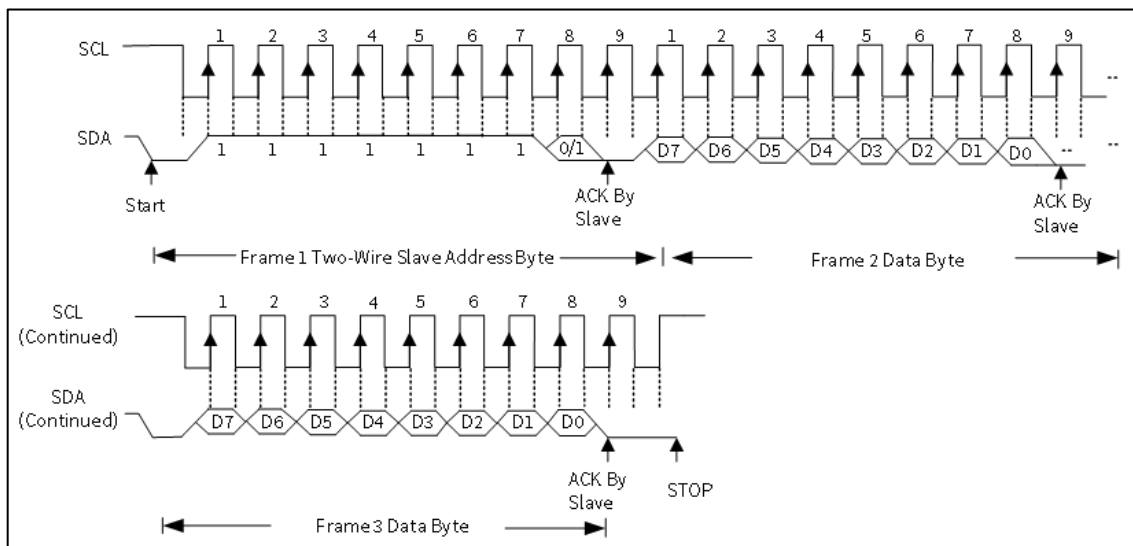 1 2 3 4 5 6 7 8 9 1 2 3 4 5 6 7 8 9
SCL
--
SDA
1 1 1 1 1 1 1 0/1 D7 D6 D5 D4 D3 D2 D1 D0 -- --
Start
ACK By
Slave
ACK By
Slave
Frame 1 Two-Wire Slave Address Byte
Frame 2 Data Byte
1 2 3 4 5 6 7 8 9
SCL
(Continued)
SDA
(Continued)
D7 D6 D5 D4 D3 D2 D1 D0
ACK By
Slave
STOP
Frame 3 Data Byte